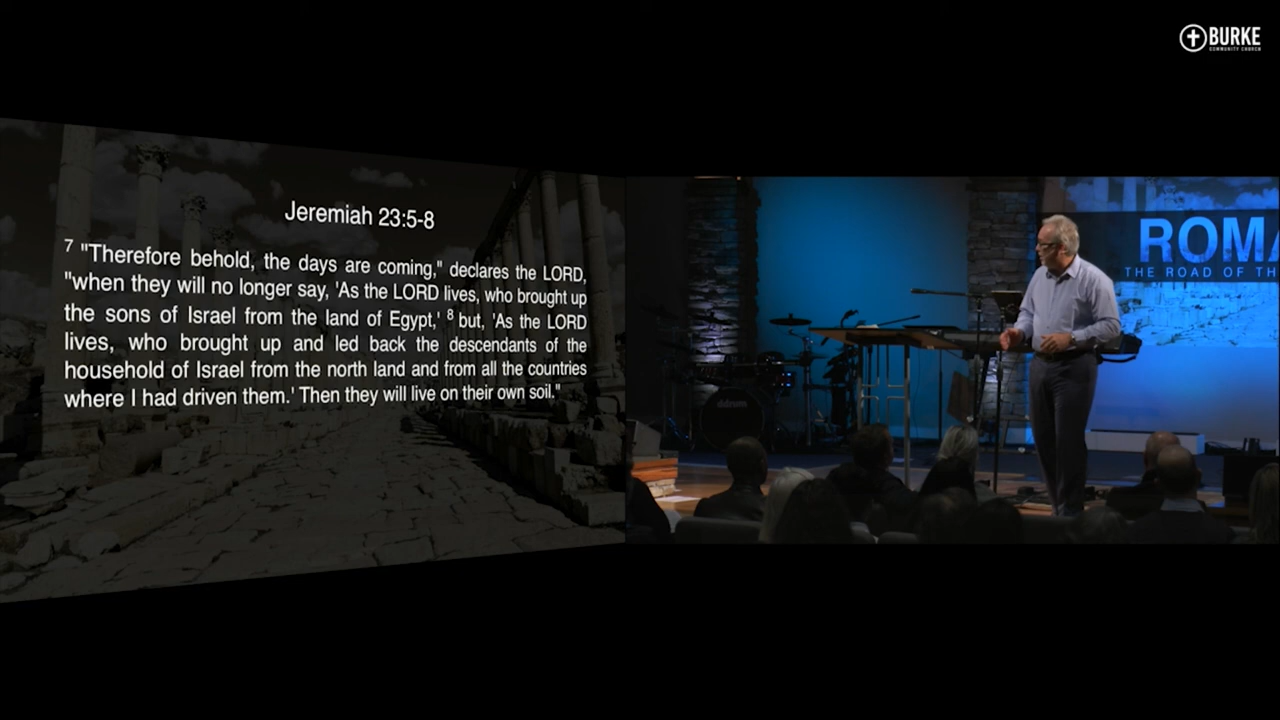 BURKE
COMMUNITY CHURCH
Jeremiah 23:5-8
7 "Therefore behold, the days are coming," declares the LORD,
"when they will no longer say, 'As the LORD lives, who brought up
the sons of Israel from the land of Egypt,' 8 but, 'As the LORD
lives, who brought up and led back the descendants of the
household of Israel from the north land and from all the countries
where I had driven them.' Then they will live on their own soil."
ROMA
THE ROAD OF TH
ddrum